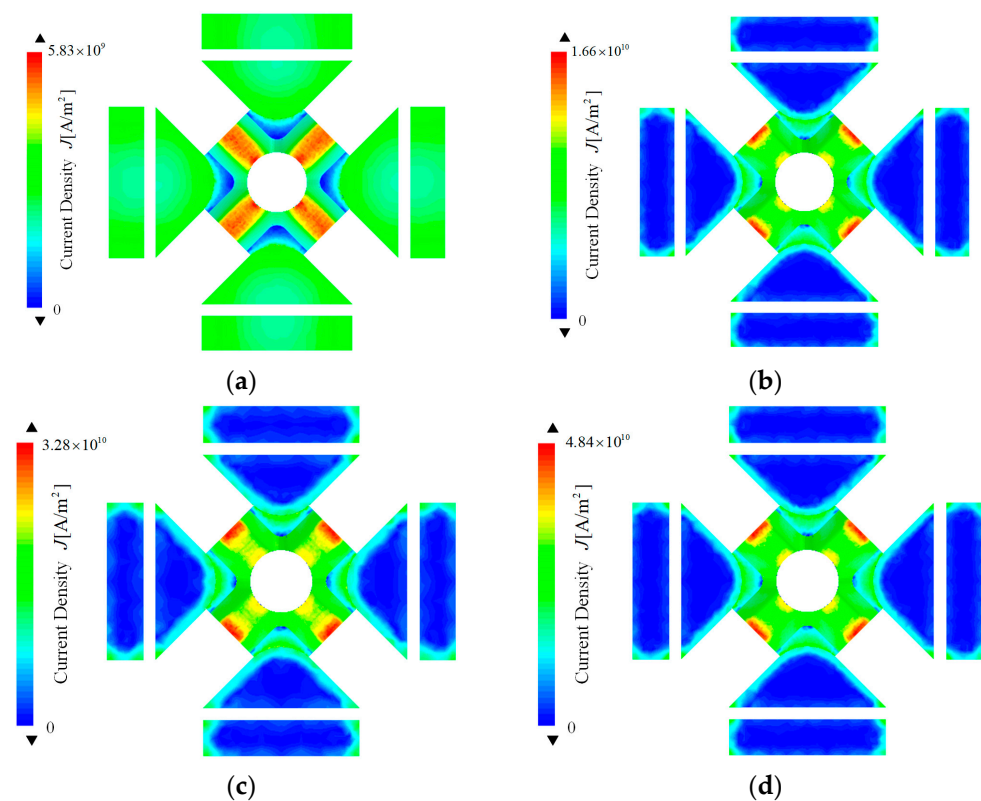 5.83×10⁹
Current Density J[A/m²]
0
(a)
1.66×10¹⁰
Current Density J[A/m²]
0
(b)
3.28×10¹⁰
Current Density J[A/m²]
0
(c)
4.84×10¹⁰
Current Density J[A/m²]
0
(d)